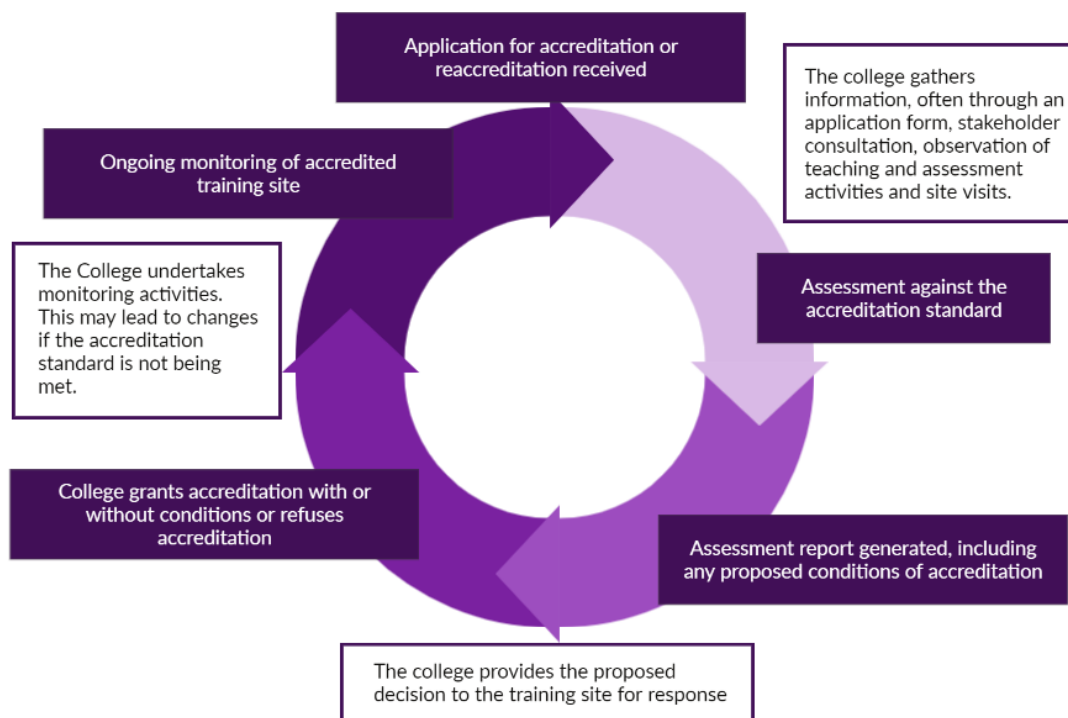 Application for accreditation or
reaccreditation received
The college gathers
information, often through an
application form, stakeholder
consultation, observation of
teaching and assessment
activities and site visits.
Assessment against the
accreditation standard
Assessment report generated, including
any proposed conditions of accreditation
The college provides the proposed
decision to the training site for response
College grants accreditation with or
without conditions or refuses
accreditation
The College undertakes
monitoring activities.
This may lead to changes
if the accreditation
standard is not being
met.
Ongoing monitoring of accredited
training site